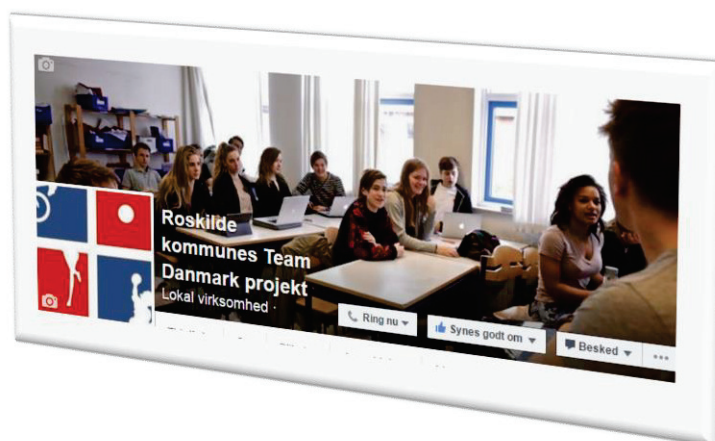 Roskilde
kommunes Team
Danmark projekt
Lokal virksomhed ·
Ring nu
Synes godt om
Besked